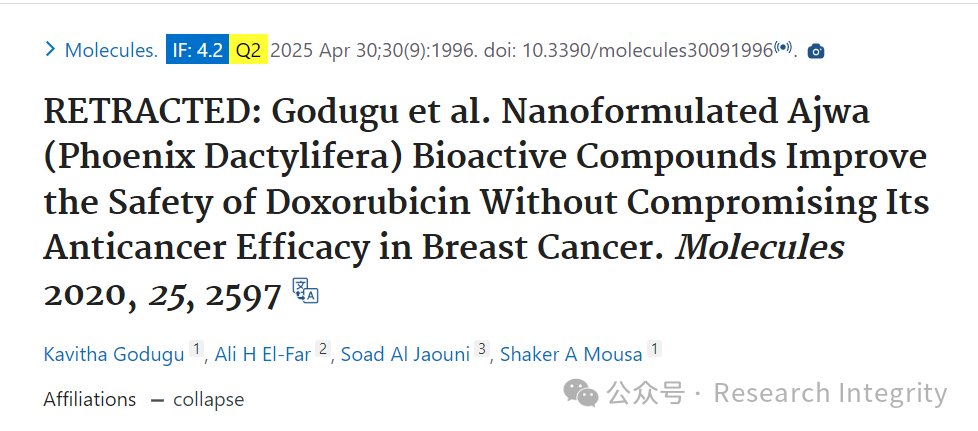 Molecules. IF: 4.2 Q2 2025 Apr 30;30(9):1996. doi: 10.3390/molecules30091996.
RETRACTED: Godugu et al. Nanoformulated Ajwa
(Phoenix Dactylifera) Bioactive Compounds Improve
the Safety of Doxorubicin Without Compromising Its
Anticancer Efficacy in Breast Cancer. Molecules
2020, 25, 2597
Kavitha Godugu 1, Ali H El-Far 2, Soad Al Jaouni 3, Shaker A Mousa 1
Affiliations — collapse
公众号 · Research Integrity